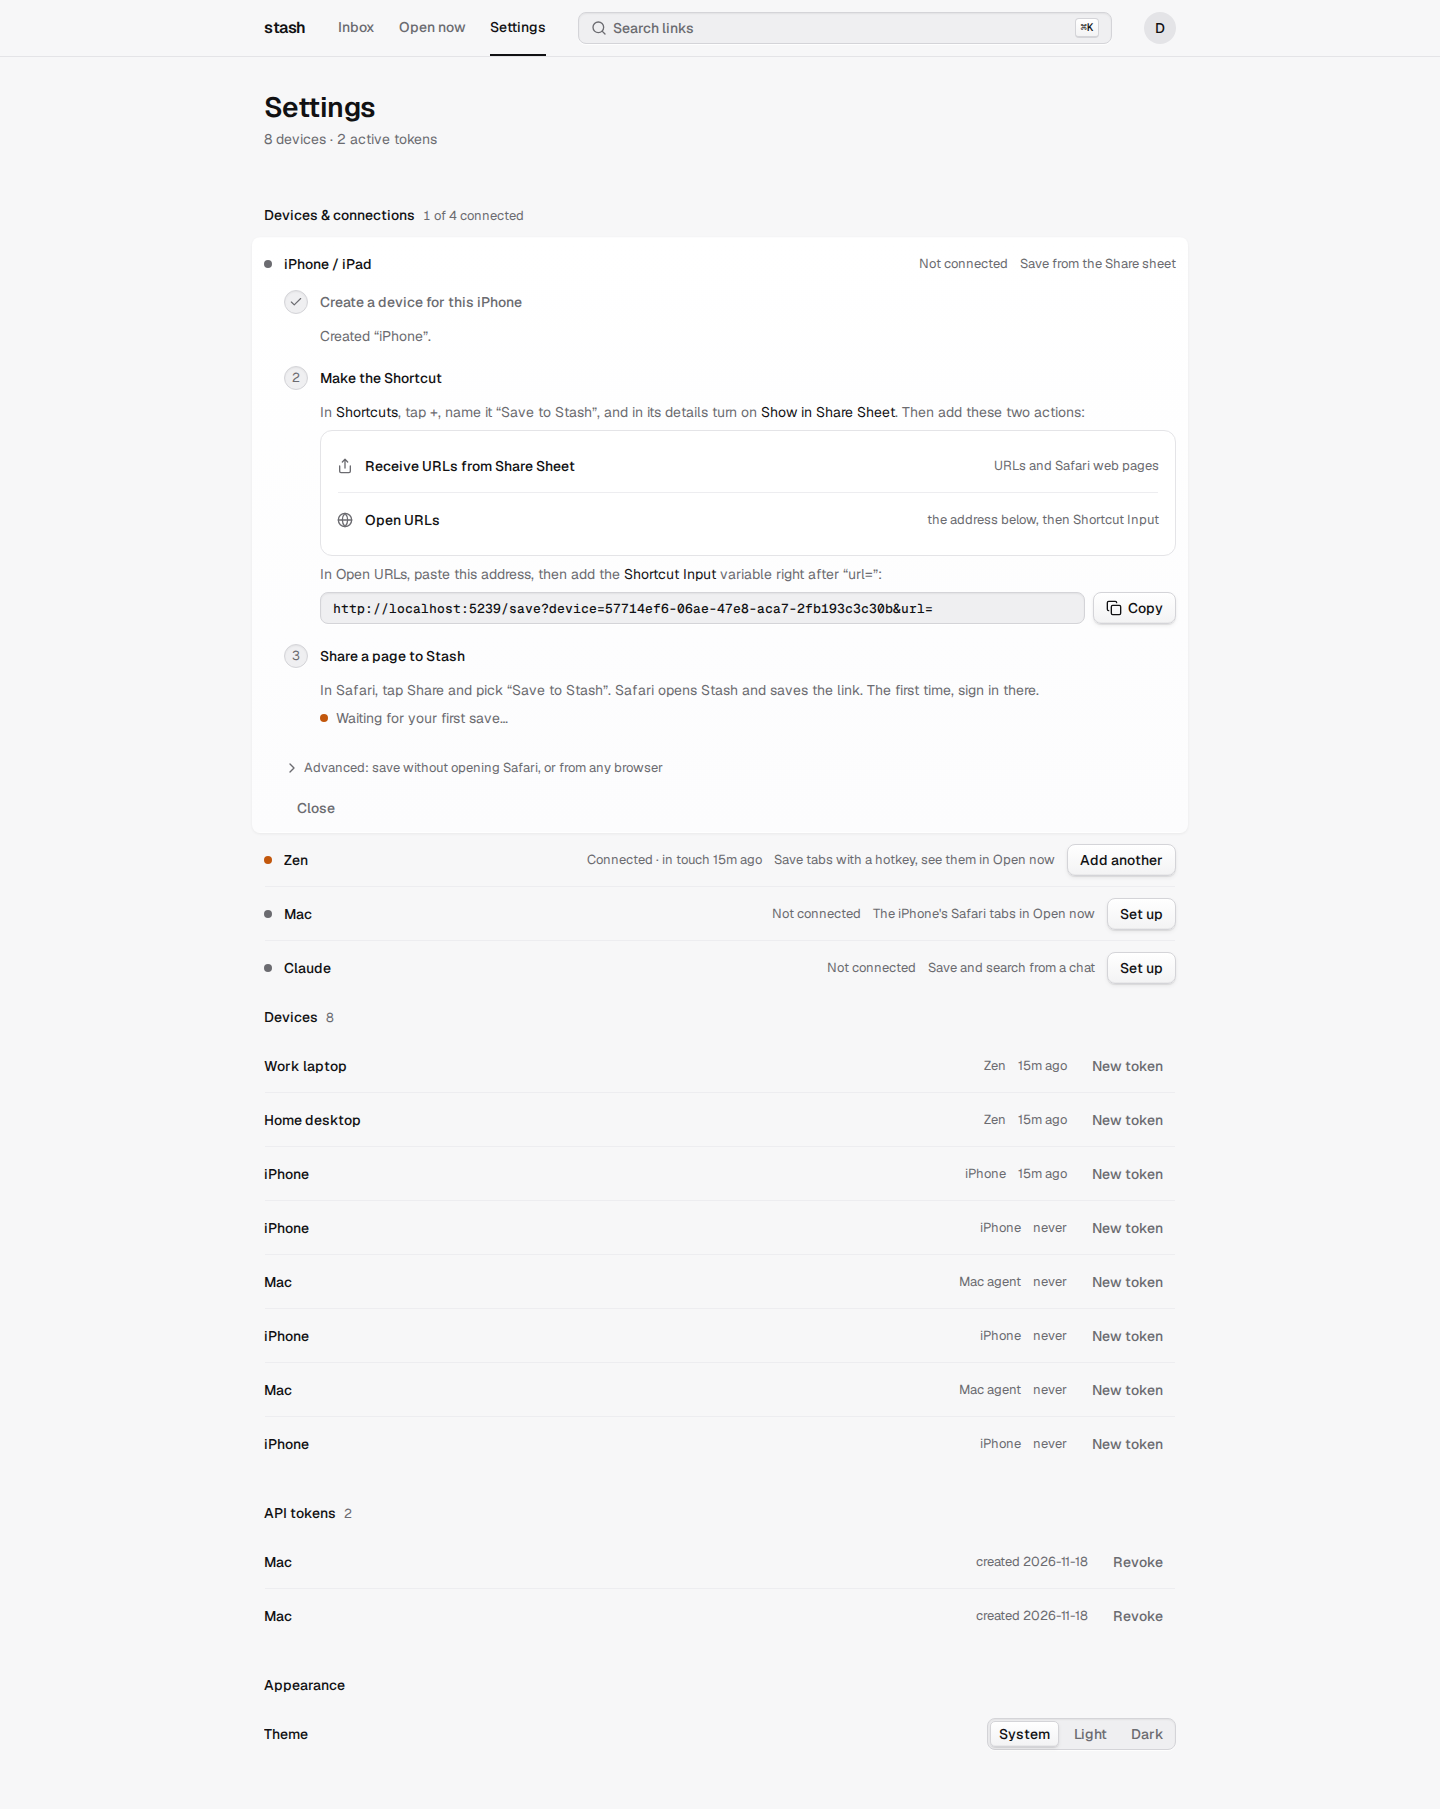 stash Inbox Open now Settings Search links ⌘K D
Settings
8 devices · 2 active tokens
Devices & connections 1 of 4 connected
iPhone / iPad Not connected Save from the Share sheet
Create a device for this iPhone
Created “iPhone”.
2 Make the Shortcut
In Shortcuts, tap +, name it “Save to Stash”, and in its details turn on Show in Share Sheet. Then add these two actions:
Receive URLs from Share Sheet URLs and Safari web pages
Open URLs the address below, then Shortcut Input
In Open URLs, paste this address, then add the Shortcut Input variable right after “url=”:
http://localhost:5239/save?device=57714ef6-06ae-47e8-aca7-2fb193c3c30b&url= Copy
3 Share a page to Stash
In Safari, tap Share and pick “Save to Stash”. Safari opens Stash and saves the link. The first time, sign in there.
Waiting for your first save…
Advanced: save without opening Safari, or from any browser
Close
Zen Connected · in touch 15m ago Save tabs with a hotkey, see them in Open now Add another
Mac Not connected The iPhone's Safari tabs in Open now Set up
Claude Not connected Save and search from a chat Set up
Devices 8
Work laptop Zen 15m ago New token
Home desktop Zen 15m ago New token
iPhone iPhone 15m ago New token
iPhone iPhone never New token
Mac Mac agent never New token
iPhone iPhone never New token
Mac Mac agent never New token
iPhone iPhone never New token
API tokens 2
Mac created 2026-11-18 Revoke
Mac created 2026-11-18 Revoke
Appearance
Theme System Light Dark